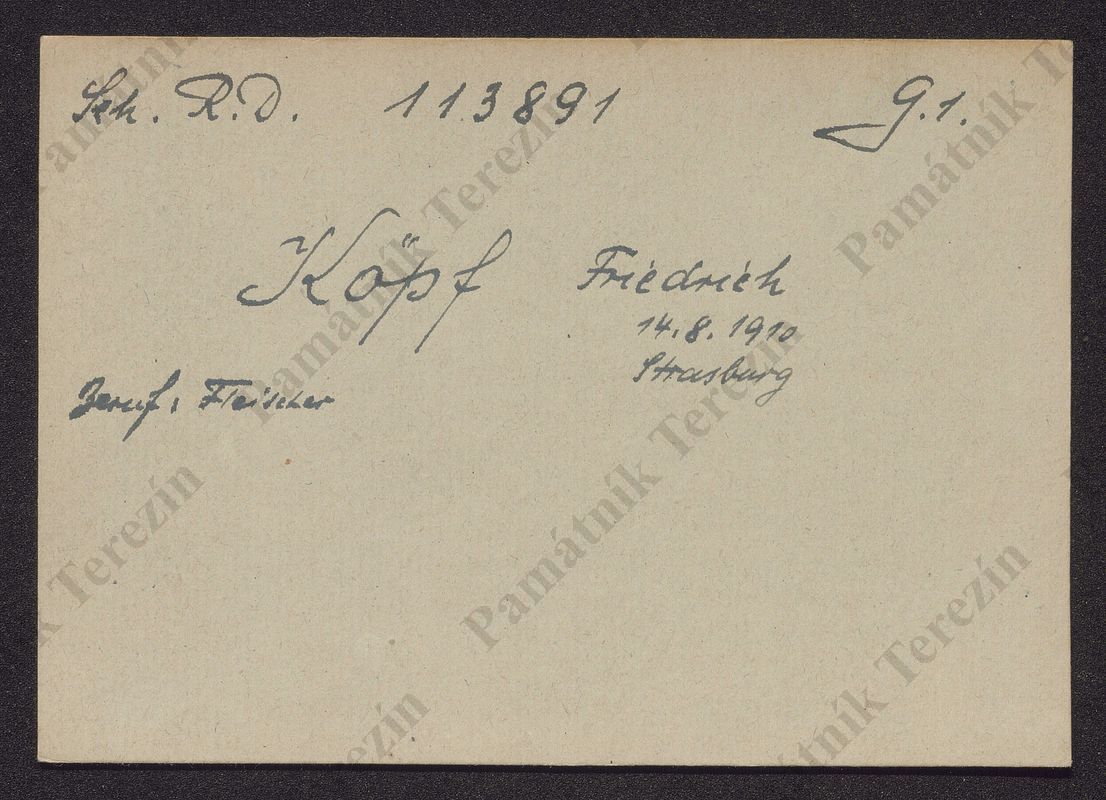 Sch. R.D. 113891 G.1.
Köpf Friedrich
14.8.1910
Strasburg
Beruf: Fleischer
Památník Terezín